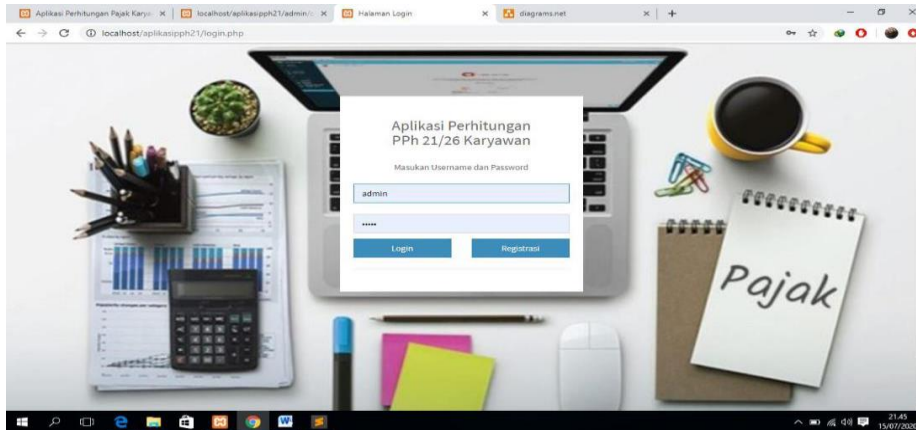 Aplikasi Perhitungan Pajak Karya
localhost/aplikasipph21/admin/
Halaman Login
diagrams.net
localhost/aplikasipph21/login.php
Aplikasi Perhitungan
PPh 21/26 Karyawan
Masukan Username dan Password
admin
•••••
Login
Registrasi
Pajak
21.45
15/07/2020